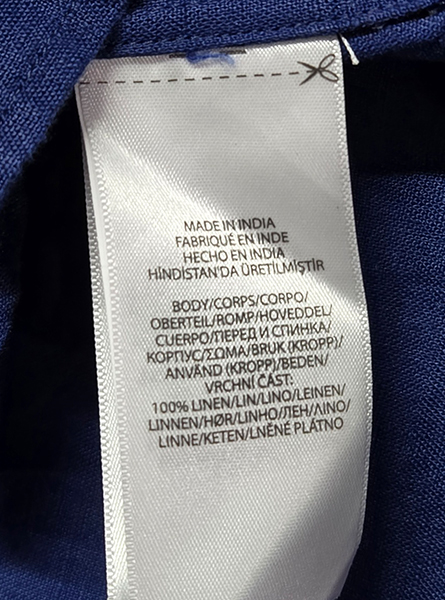 MADE IN INDIA
FABRIQUÉ EN INDE
HECHO EN INDIA
HİNDİSTAN'DA ÜRETİLMİŞTİR
BODY/CORPS/CORPO/
OBERTEIL/ROMP/HOVEDDEL/
CUERPO/ПЕРЕД И СПИНКА/
КОРПУС/ΣΩΜΑ/BRUK (KROPP)/
ANVÄND (KROPP)/BEDEN/
VRCHNÍ ČÁST:
100% LINEN/LIN/LINO/LEINEN/
LINNEN/HØR/LINHO/ЛЕН/ΛΙΝΟ/
LINNE/KETEN/LNĚNÉ PLÁTNO